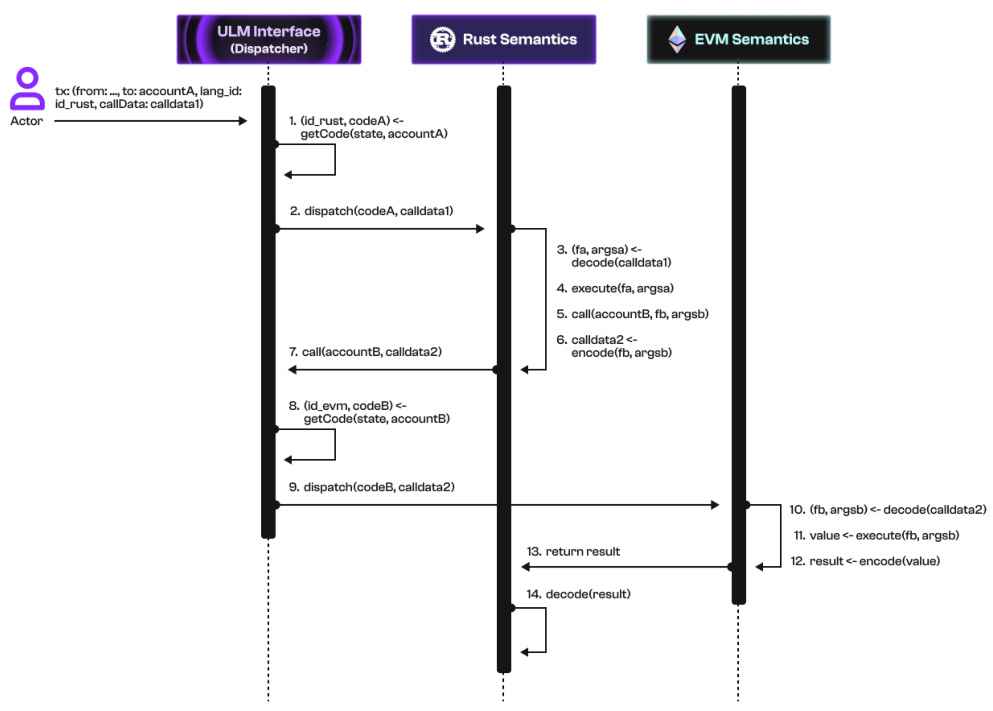 ULM Interface
(Dispatcher)
Rust Semantics
EVM Semantics
tx: (from: ..., to: accountA, lang_id:
id_rust, callData: calldata1)
Actor
1. (id_rust, codeA) <-
getCode(state, accountA)
2. dispatch(codeA, calldata1)
3. (fa, argsa) <-
decode(calldata1)
4. execute(fa, argsa)
5. call(accountB, fb, argsb)
6. calldata2 <-
encode(fb, argsb)
7. call(accountB, calldata2)
8. (id_evm, codeB) <-
getCode(state, accountB)
9. dispatch(codeB, calldata2)
10. (fb, argsb) <- decode(calldata2)
11. value <- execute(fb, argsb)
12. result <- encode(value)
13. return result
14. decode(result)